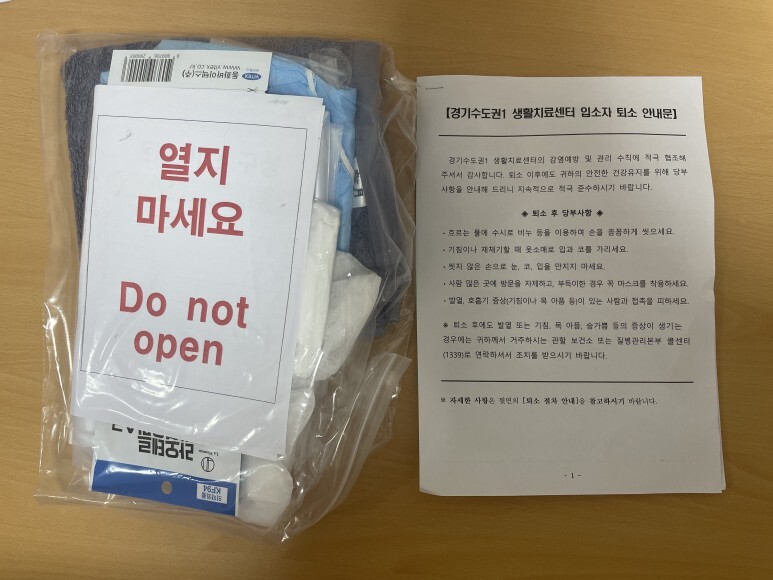 동화바이텍스(주)
www.vitex.co.kr
VITEX
열지
마세요
Do not
open
KF94
[경기수도권1 생활치료센터 입소자 퇴소 안내문]
경기수도권1 생활치료센터의 감염예방 및 관리 수칙에 적극 협조해
주셔서 감사합니다. 퇴소 이후에도 귀하의 안전한 건강유지를 위해 당부
사항을 안내해 드리니 지속적으로 적극 준수하시기 바랍니다.
◈ 퇴소 후 당부사항 ◈
· 흐르는 물에 수시로 비누 등을 이용하여 손을 꼼꼼하게 씻으세요.
· 기침이나 재채기할 때 옷소매로 입과 코를 가리세요.
· 씻지 않은 손으로 눈, 코, 입을 만지지 마세요.
· 사람 많은 곳에 방문을 자제하고, 부득이한 경우 꼭 마스크를 착용하세요.
· 발열, 호흡기 증상(기침이나 목 아픔 등)이 있는 사람과 접촉을 피하세요.
※ 퇴소 후에도 발열 또는 기침, 목 아픔, 숨가쁨 등의 증상이 생기는
경우에는 귀하께서 거주하시는 관할 보건소 또는 질병관리본부 콜센터
(1339)로 연락하셔서 조치를 받으시기 바랍니다.
※ 자세한 사항은 뒷면의 [퇴소 절차 안내]을 참고하시기 바랍니다.
- 1 -